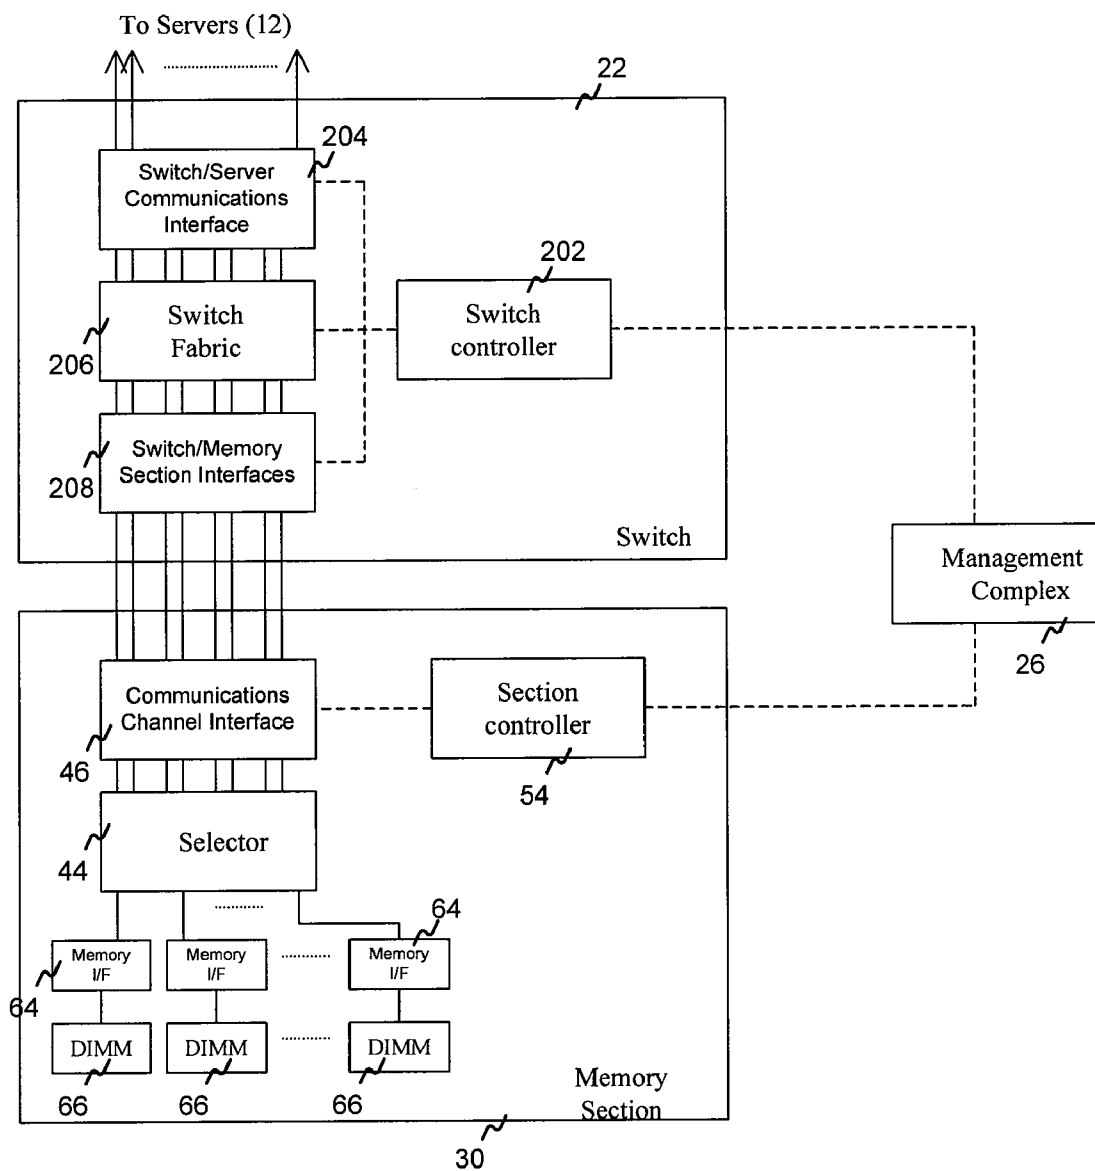 To Servers (12)
22
204
Switch/Server
Communications
Interface
202
Switch
Fabric
Switch
controller
206
Switch/Memory
Section Interfaces
208
Switch
Management
Complex
26
Communications
Channel Interface
Section
controller
46
54
Selector
44
64
Memory
I/F
Memory
I/F
Memory
I/F
64
DIMM
DIMM
DIMM
66
66
66
Memory
Section
30